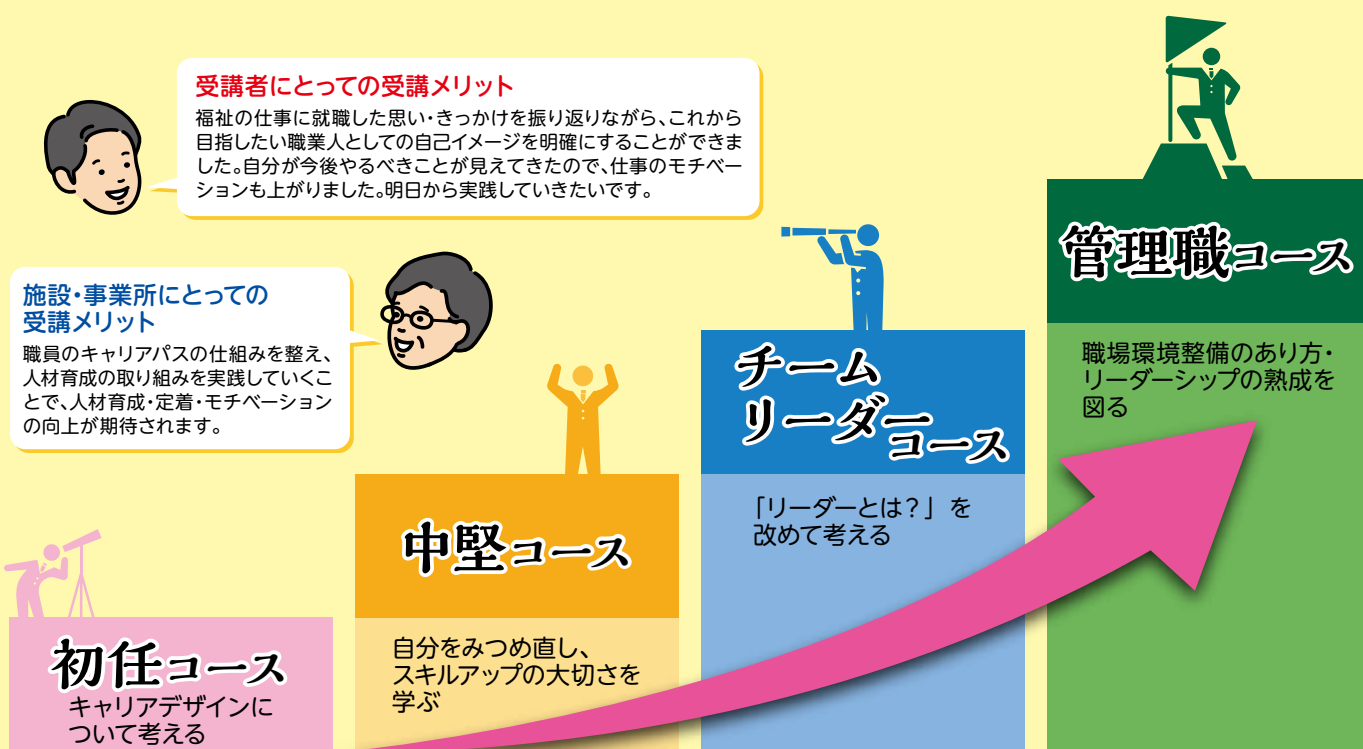 受講者にとっての受講メリット
福祉の仕事に就職した思い・きっかけを振り返りながら、これから
目指したい職業人としての自己イメージを明確にすることができま
した。自分が今後やるべきことが見えてきたので、仕事のモチベー
ションも上がりました。明日から実践していきたいです。
施設・事業所にとっての
受講メリット
職員のキャリアパスの仕組みを整え、
人材育成の取り組みを実践していくこ
とで、人材育成・定着・モチベーション
の向上が期待されます。
初任コース
キャリアデザインに
ついて考える
中堅コース
自分をみつめ直し、
スキルアップの大切さを
学ぶ
チーム
リーダーコース
「リーダーとは？」を
改めて考える
管理職コース
職場環境整備のあり方・
リーダーシップの熟成を
図る